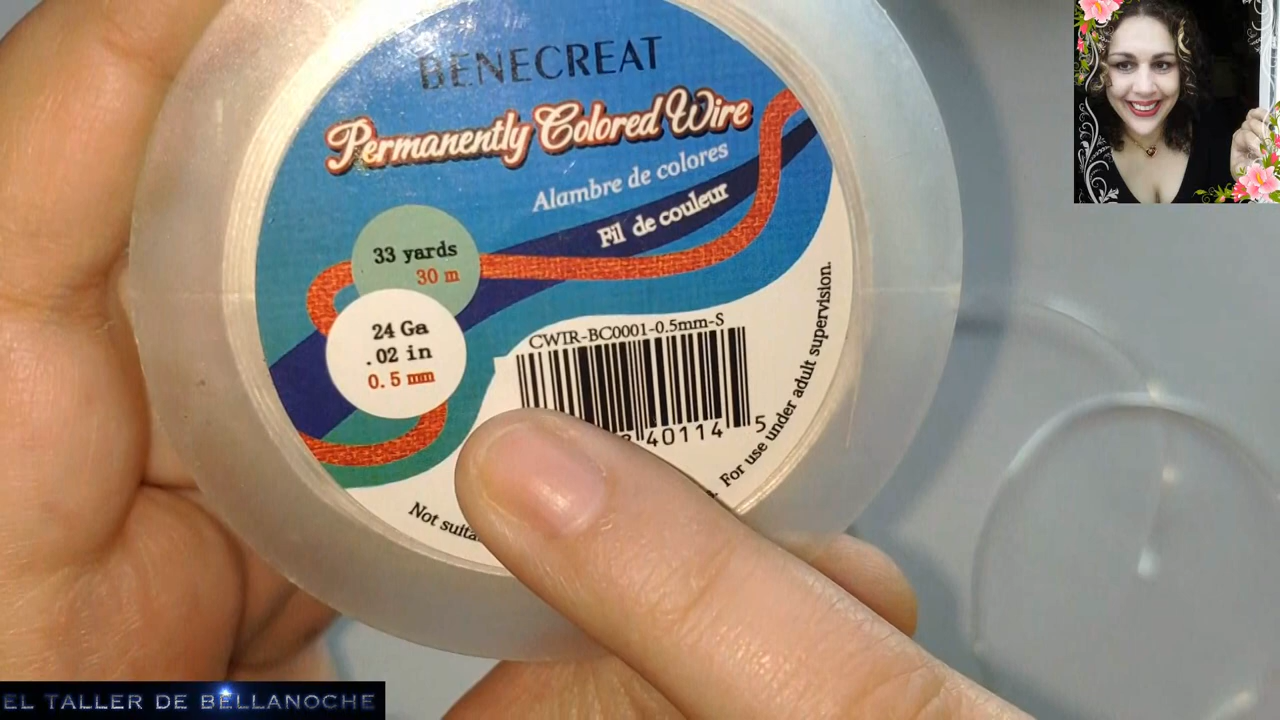 BENECREAT
Permanently Colored Wire
Alambre de colores
Fil de couleur
33 yards
30 m
24 Ga
.02 in
0.5 mm
CWIR-BC0001-0.5mm-S
40114 5
Not
For use under adult supervision.
EL TALLER DE BELLANOCHE